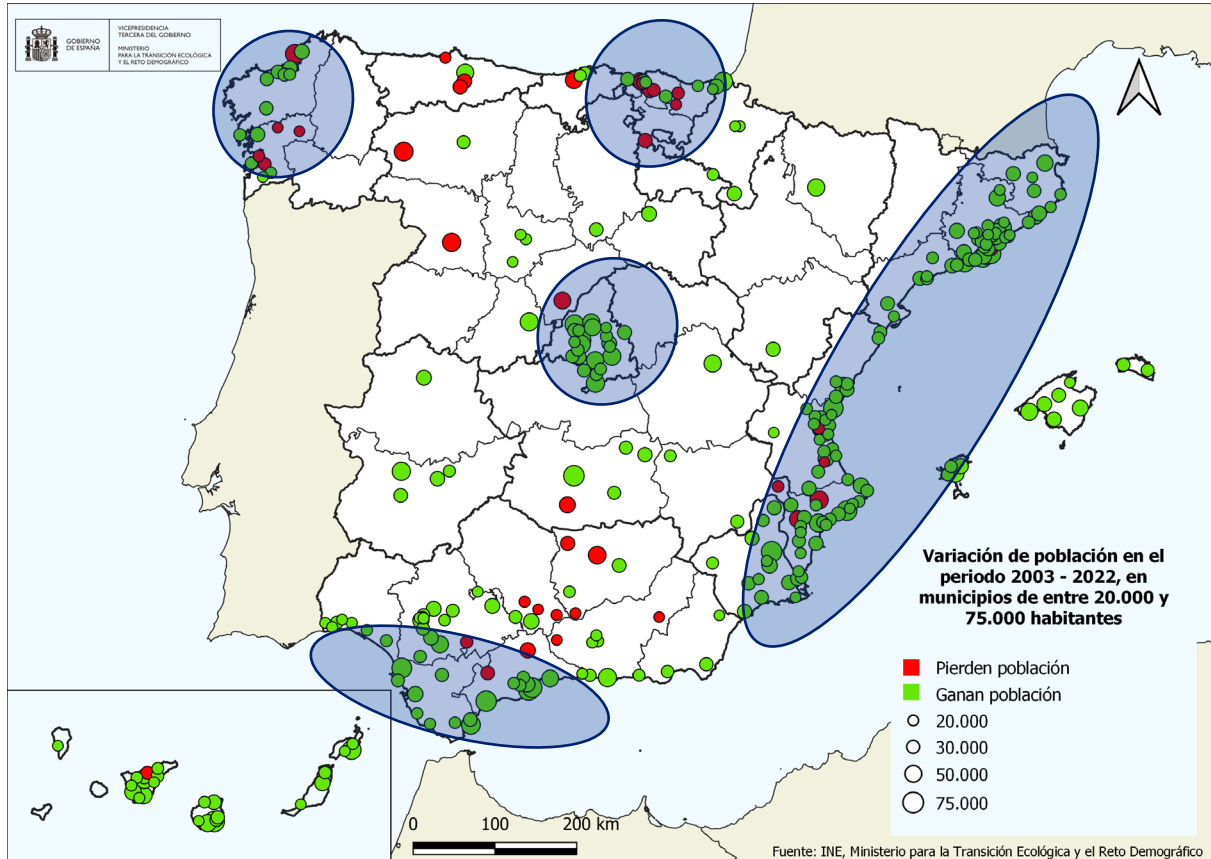 GOBIERNO
DE ESPAÑA
VICEPRESIDENCIA
TERCERA DEL GOBIERNO
MINISTERIO
PARA LA TRANSICIÓN ECOLÓGICA
Y EL RETO DEMOGRÁFICO
Variación de población en el
periodo 2003 - 2022, en
municipios de entre 20.000 y
75.000 habitantes
Pierden población
Ganan población
20.000
30.000
50.000
75.000
0 100 200 km
Fuente: INE, Ministerio para la Transición Ecológica y el Reto Demográfico